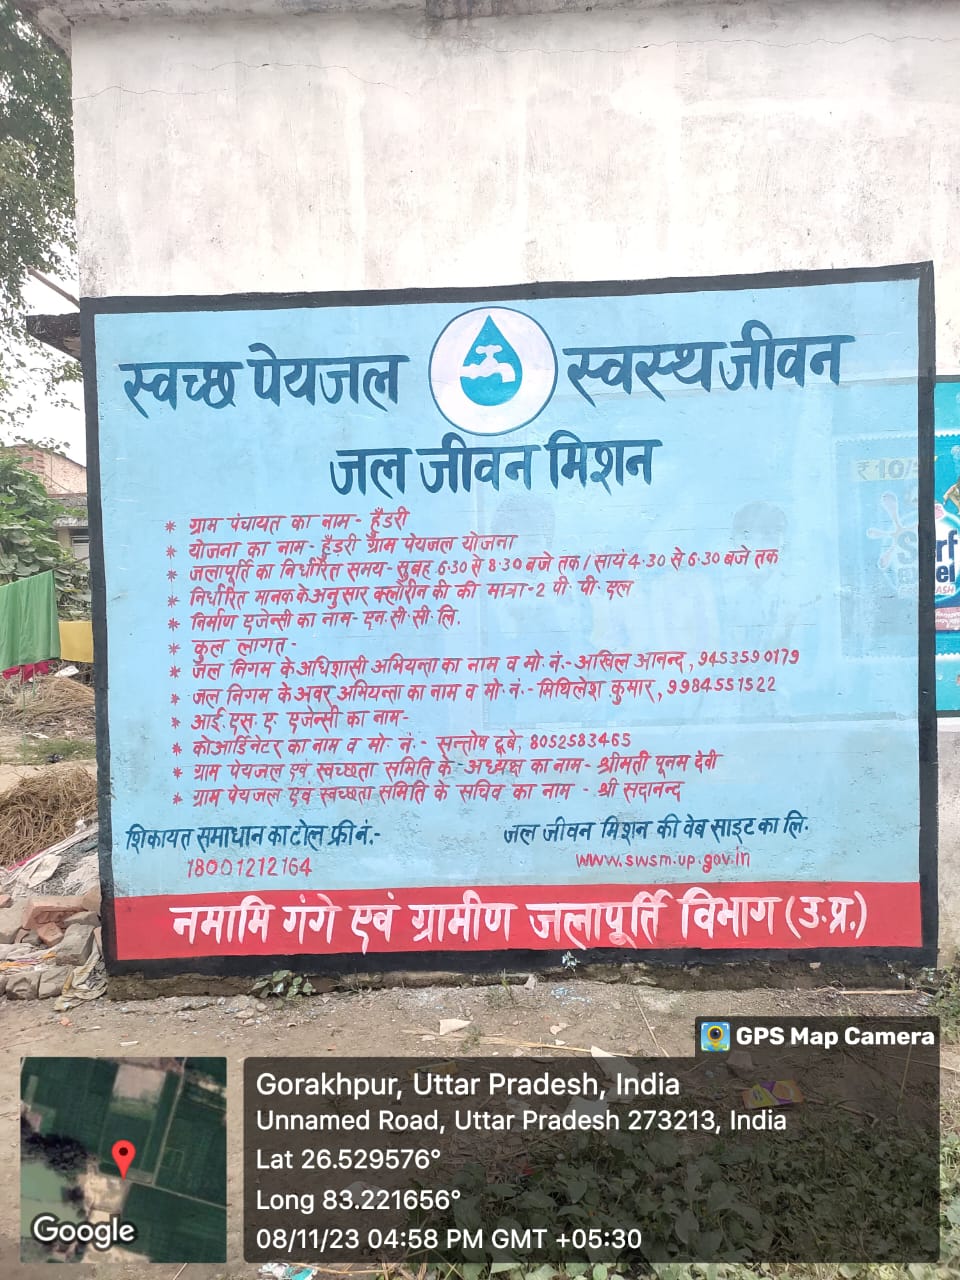 स्वच्छ पेयजल स्वस्थ जीवन
जल जीवन मिशन
* ग्राम पंचायत का नाम - हैंडरी
* योजना का नाम - हैंड्री ग्राम पेयजल योजना
* जलापूर्ति का निर्धारित समय - सुबह 6.30 से 8.30 बजे तक / सायं 4.30 से 6.30 बजे तक
* निर्धारित मानक के अनुसार क्लोरीन की की मात्रा - 2 पी. पी. एल
* निर्माण एजेन्सी का नाम - एन. सी. सी. लि.
* कुल लागत -
* जल निगम के अधिशासी अभियन्ता का नाम व मो. नं. - अखिल आनन्द, 9453590179
* जल निगम के अवर अभियन्ता का नाम व मो. नं. - मिथिलेश कुमार, 9984551522
* आई. एस. ए. एजेन्सी का नाम -
* कोआर्डिनेटर का नाम व मो. नं. - सन्तोष दूबे, 8052583465
* ग्राम पेयजल एवं स्वच्छता समिति के - अध्यक्ष का नाम - श्रीमती पूनम देवी
* ग्राम पेयजल एवं स्वच्छता समिति के सचिव का नाम - श्री सदानन्द
शिकायत समाधान का टोल फ्री नं. -
18001212164
जल जीवन मिशन की वेब साइट का लि.
www.swsm.up.gov.in
नमामि गंगे एवं ग्रामीण जलापूर्ति विभाग (उ.प्र.)
₹10/-
GPS Map Camera
Gorakhpur, Uttar Pradesh, India
Unnamed Road, Uttar Pradesh 273213, India
Lat 26.529576°
Long 83.221656°
08/11/23 04:58 PM GMT +05:30
Google